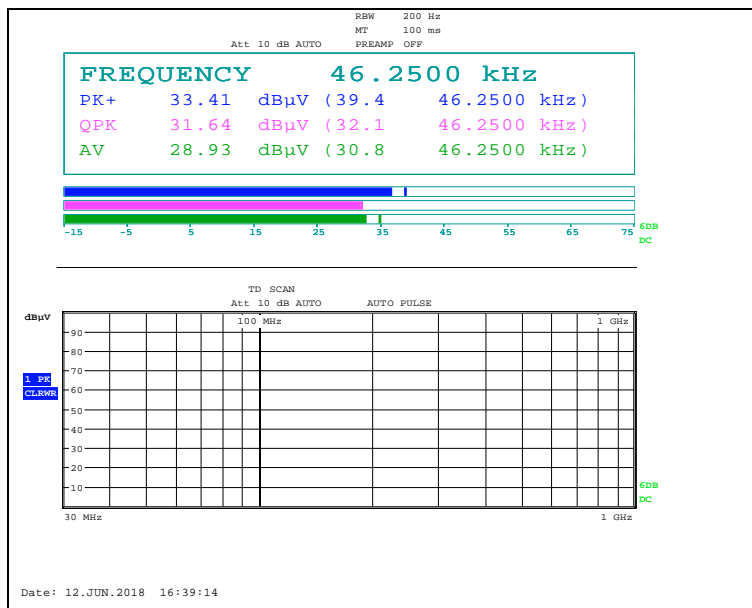 RBW 200 Hz
MT 100 ms
Att 10 dB AUTO PREAMP OFF
FREQUENCY 46.2500 kHz
PK+ 33.41 dBµV (39.4 46.2500 kHz)
QPK 31.64 dBµV (32.1 46.2500 kHz)
AV 28.93 dBµV (30.8 46.2500 kHz)
-15 -5 5 15 25 35 45 55 65 75
6DB
DC
TD SCAN
Att 10 dB AUTO AUTO PULSE
dBµV
100 MHz 1 GHz
90
80
70
1 PK
60
CLRWR
50
40
30
20
10
6DB
DC
30 MHz 1 GHz
Date: 12.JUN.2018 16:39:14